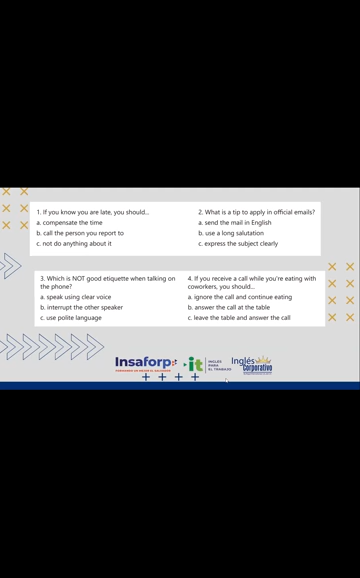 1. If you know you are late, you should...
a. compensate the time
b. call the person you report to
c. not do anything about it
2. What is a tip to apply in official emails?
a. send the mail in English
b. use a long salutation
c. express the subject clearly
3. Which is NOT good etiquette when talking on
the phone?
a. speak using clear voice
b. interrupt the other speaker
c. use polite language
4. If you receive a call while you're eating with
coworkers, you should...
a. ignore the call and continue eating
b. answer the call at the table
c. leave the table and answer the call
Insaforp
it
INGLÉS
PARA
EL TRABAJO
Inglés
Corporativo